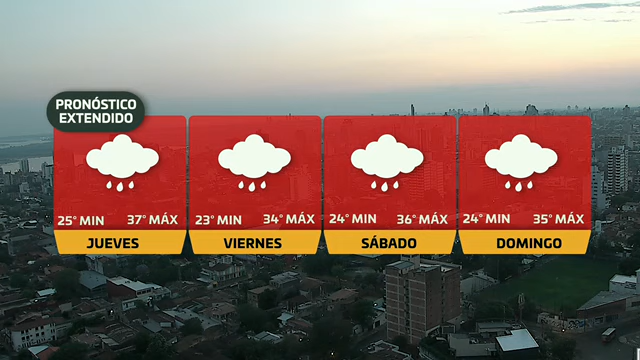 PRONÓSTICO
EXTENDIDO
25° MIN 37° MÁX
JUEVES
23° MIN 34° MÁX
VIERNES
24° MIN 36° MÁX
SÁBADO
24° MIN 35° MÁX
DOMINGO